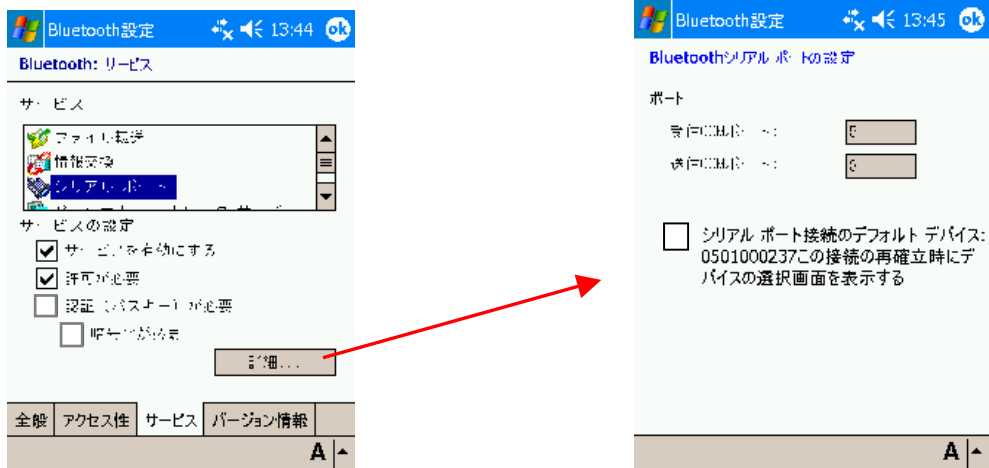 Bluetooth設定 13:44 ok
Bluetooth: サービス
サービス
ファイル転送
情報交換
シリアル ポート
サービスの設定
サービスを有効にする
許可が必要
認証 (パスキー) が必要
暗号化が必要
詳細...
全般 アクセス性 サービス バージョン情報
A
Bluetooth設定 13:45 ok
Bluetoothシリアル ポートの設定
ポート
受信COMポート:
送信COMポート:
シリアル ポート接続のデフォルト デバイス:
0501000237この接続の再確立時にデ
バイスの選択画面を表示する
A